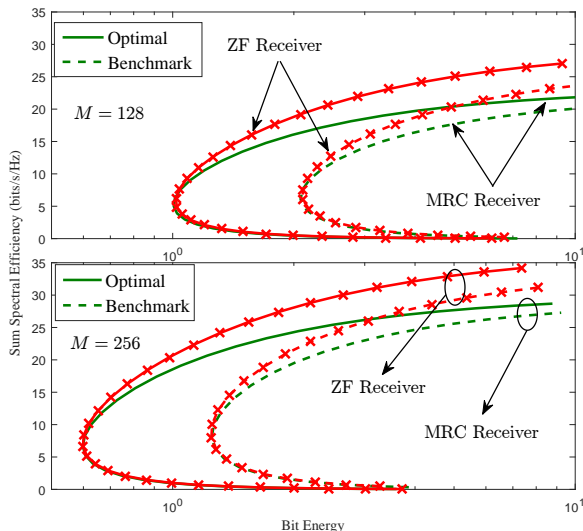 35
30
25
20
15
10
5
0
Optimal
Benchmark
M = 128
ZF Receiver
MRC Receiver
10^0
10^1
Sum Spectral Efficiency (bits/s/Hz)
35
30
25
20
15
10
5
0
Optimal
Benchmark
M = 256
ZF Receiver
MRC Receiver
10^0
10^1
Bit Energy